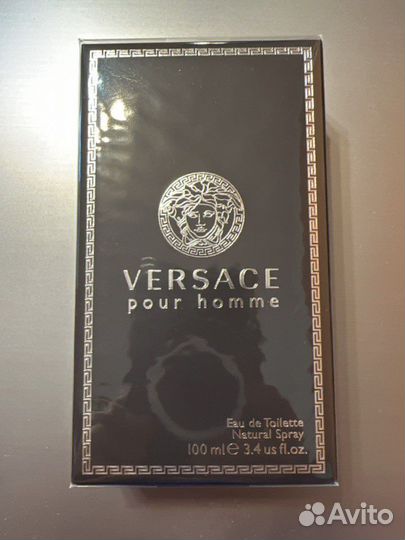 VERSACE
pour homme
Eau de Toilette
Natural Spray
100 ml ℮ 3.4 us fl.oz.
Avito